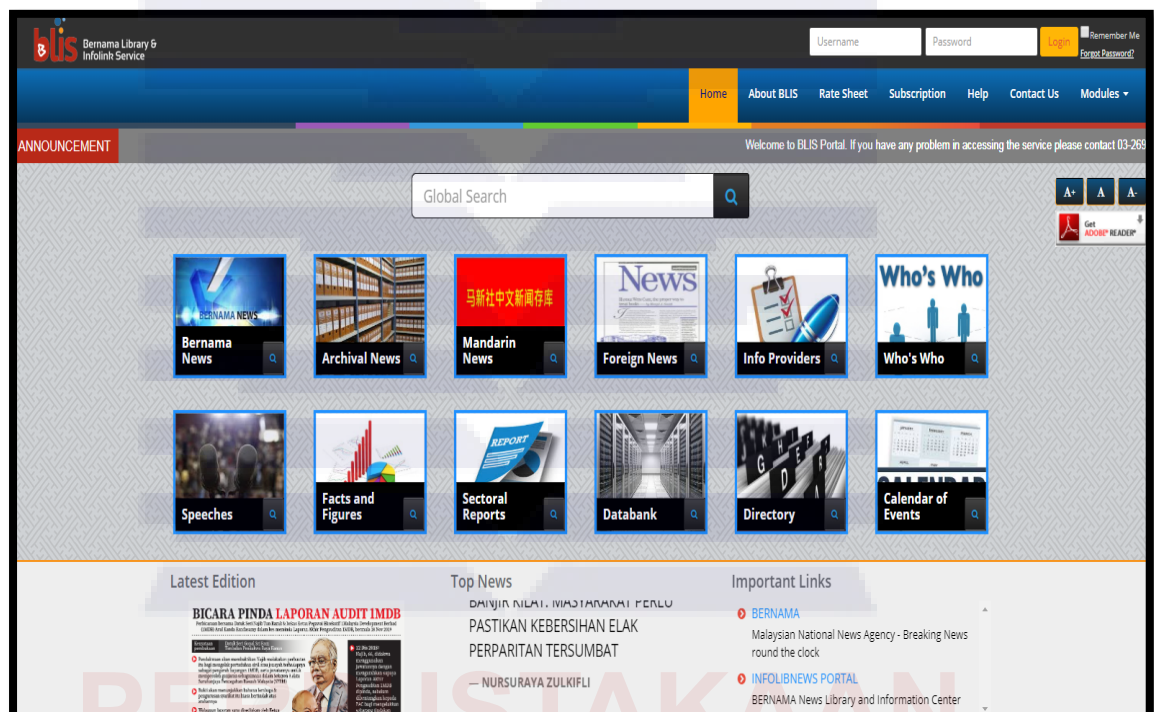 blis Bernama Library &
Infolink Service
Username
Password
Login
Remember Me
Forgot Password?
Home
About BLIS
Rate Sheet
Subscription
Help
Contact Us
Modules
ANNOUNCEMENT
Welcome to BLIS Portal. If you have any problem in accessing the service please contact 03-269
Global Search
A+
A
A-
Get
ADOBE® READER®
BERNAMA NEWS
Bernama
News
Archival News
马新社中文新闻存库
Mandarin
News
News
Foreign News
Info Providers
Who's Who
Who's Who
Speeches
Facts and
Figures
REPORT
Sectoral
Reports
Databank
G H D E F
Directory
CALENDAR
Calendar of
Events
Latest Edition
BICARA PINDA LAPORAN AUDIT 1MDB
Top News
BANJIR KILAT: MASYARAKAT PERLU
PASTIKAN KEBERSIHAN ELAK
PERPARITAN TERSUMBAT
— NURSURAYA ZULKIFLI
Important Links
BERNAMA
Malaysian National News Agency - Breaking News
round the clock
INFOLIBNEWS PORTAL
BERNAMA News Library and Information Center